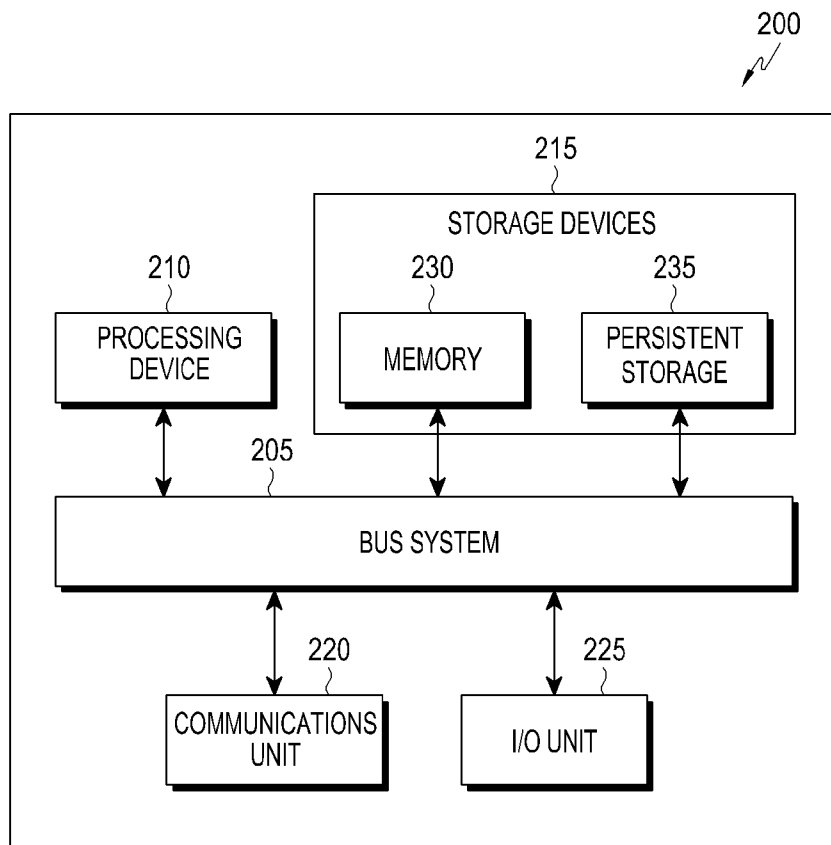 200
215
STORAGE DEVICES
210
230
235
PROCESSING
DEVICE
MEMORY
PERSISTENT
STORAGE
205
BUS SYSTEM
220
225
COMMUNICATIONS
UNIT
I/O UNIT